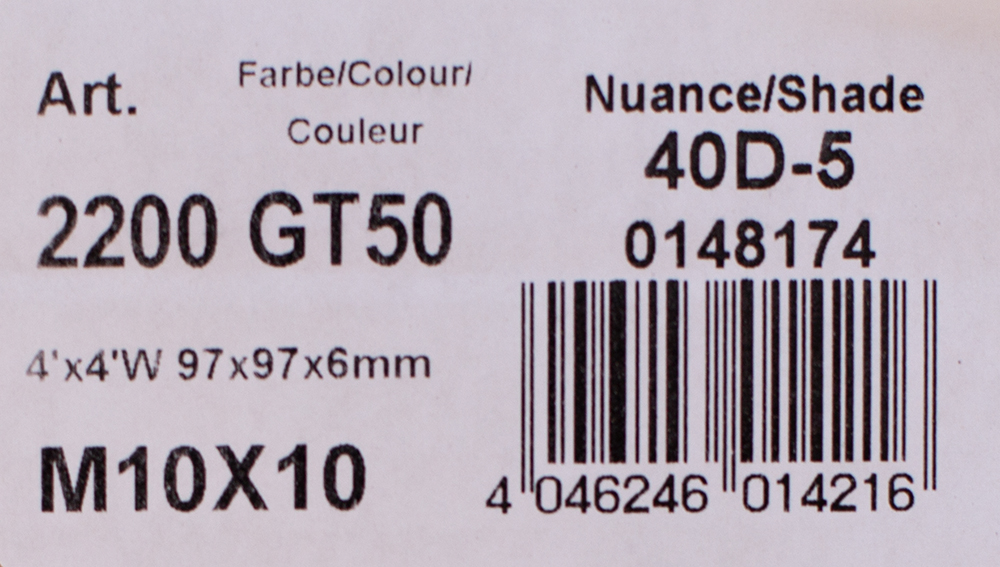 Art.
Farbe/Colour/
Couleur
2200 GT50
4'x4'W 97x97x6mm
M10X10
Nuance/Shade
40D-5
0148174
4 046246 014216